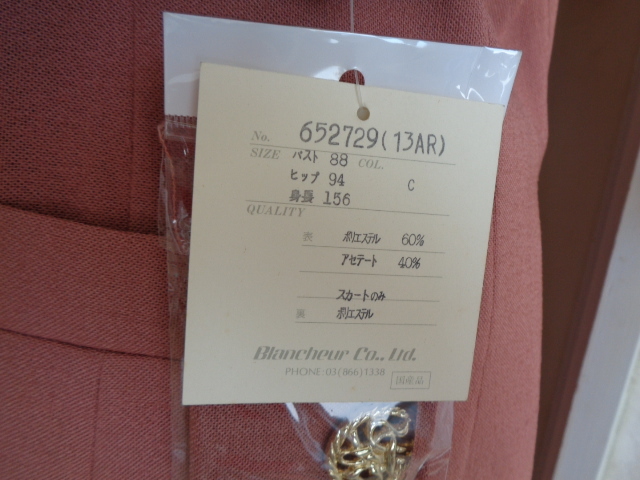 No. 652729(13AR)
SIZE バスト 88 COL.
ヒップ 94 C
身長 156
QUALITY
表 ポリエステル 60%
アセテート 40%
スカートのみ
裏 ポリエステル
Blancheur Co., Ltd.
PHONE:03(866)1338
国産品